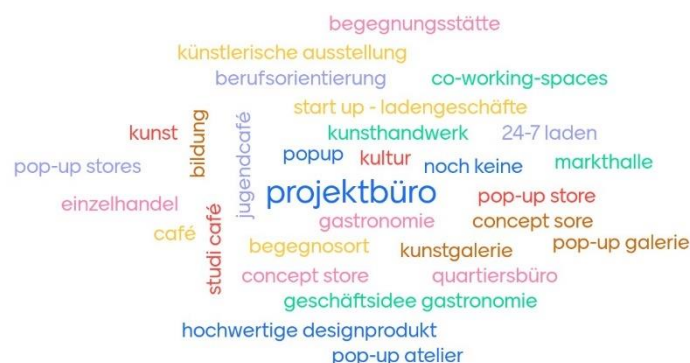 begegnungsstätte
künstlerische ausstellung
berufsorientierung
co-working-spaces
start up - ladengeschäfte
kunst
bildung
jugendcafé
kunsthandwerk
24-7 laden
pop-up stores
popup
kultur
noch keine
markthalle
einzelhandel
projektbüro
pop-up store
café
studi café
gastronomie
concept sore
begegnosort
kunstgalerie
pop-up galerie
concept store
quartiersbüro
geschäftsidee gastronomie
hochwertige designprodukt
pop-up atelier